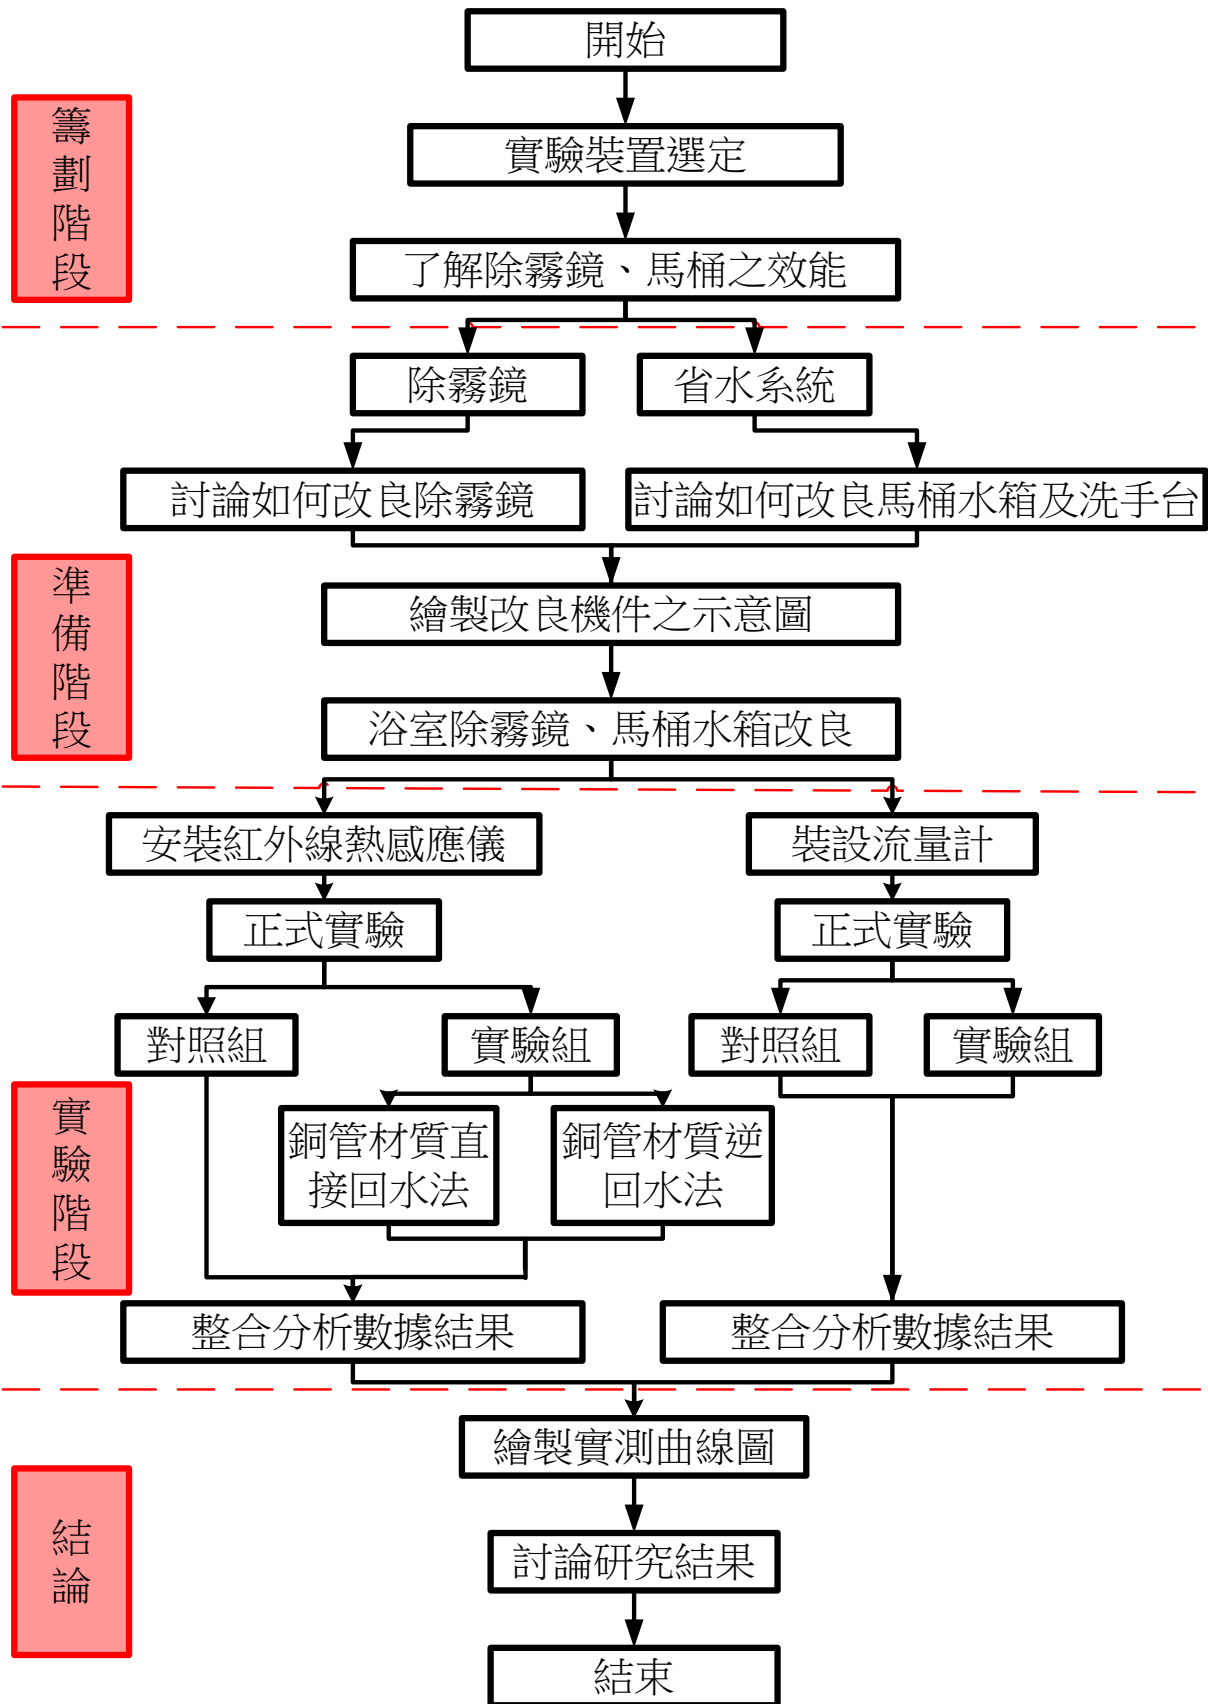 開始
籌劃階段
實驗裝置選定
了解除霧鏡、馬桶之效能
除霧鏡
省水系統
討論如何改良除霧鏡
討論如何改良馬桶水箱及洗手台
準備階段
繪製改良機件之示意圖
浴室除霧鏡、馬桶水箱改良
安裝紅外線熱感應儀
裝設流量計
正式實驗
正式實驗
對照組
實驗組
對照組
實驗組
實驗階段
銅管材質直
接回水法
銅管材質逆
回水法
整合分析數據結果
整合分析數據結果
繪製實測曲線圖
結論
討論研究結果
結束